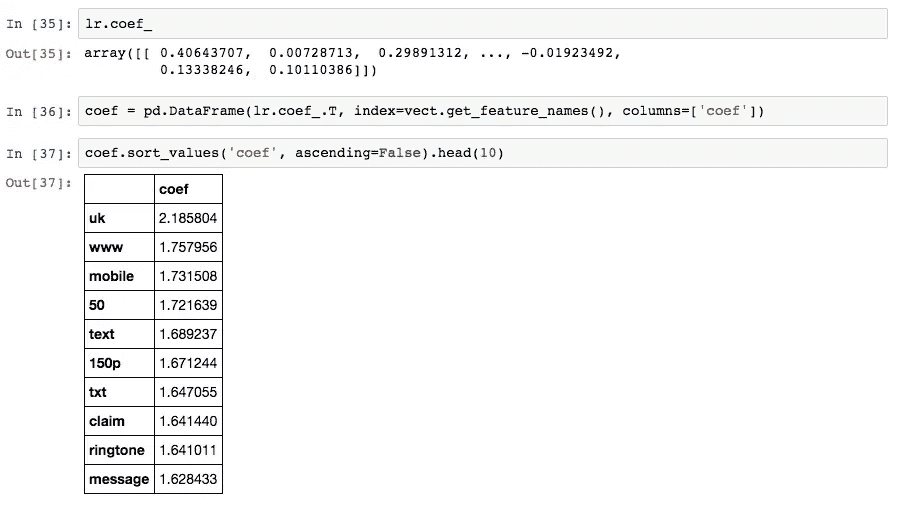 In [35]: lr.coef_
Out[35]: array([[ 0.40643707, 0.00728713, 0.29891312, ..., -0.01923492,
0.13338246, 0.10110386]])
In [36]: coef = pd.DataFrame(lr.coef_.T, index=vect.get_feature_names(), columns=['coef'])
In [37]: coef.sort_values('coef', ascending=False).head(10)
Out[37]:
coef
uk 2.185804
www 1.757956
mobile 1.731508
50 1.721639
text 1.689237
150p 1.671244
txt 1.647055
claim 1.641440
ringtone 1.641011
message 1.628433